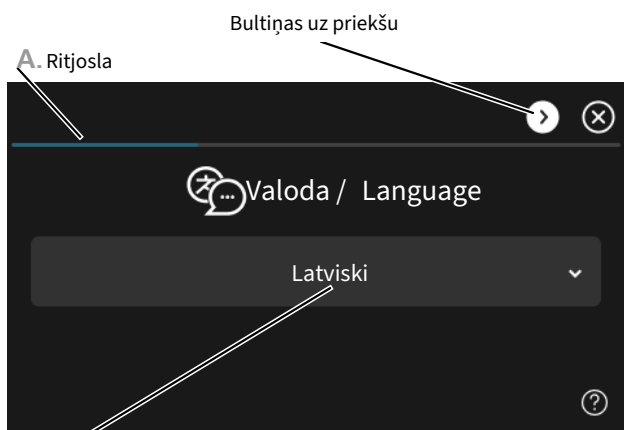 Bultiņas uz priekšu
A. Ritjosla
Valoda / Language
Latviski